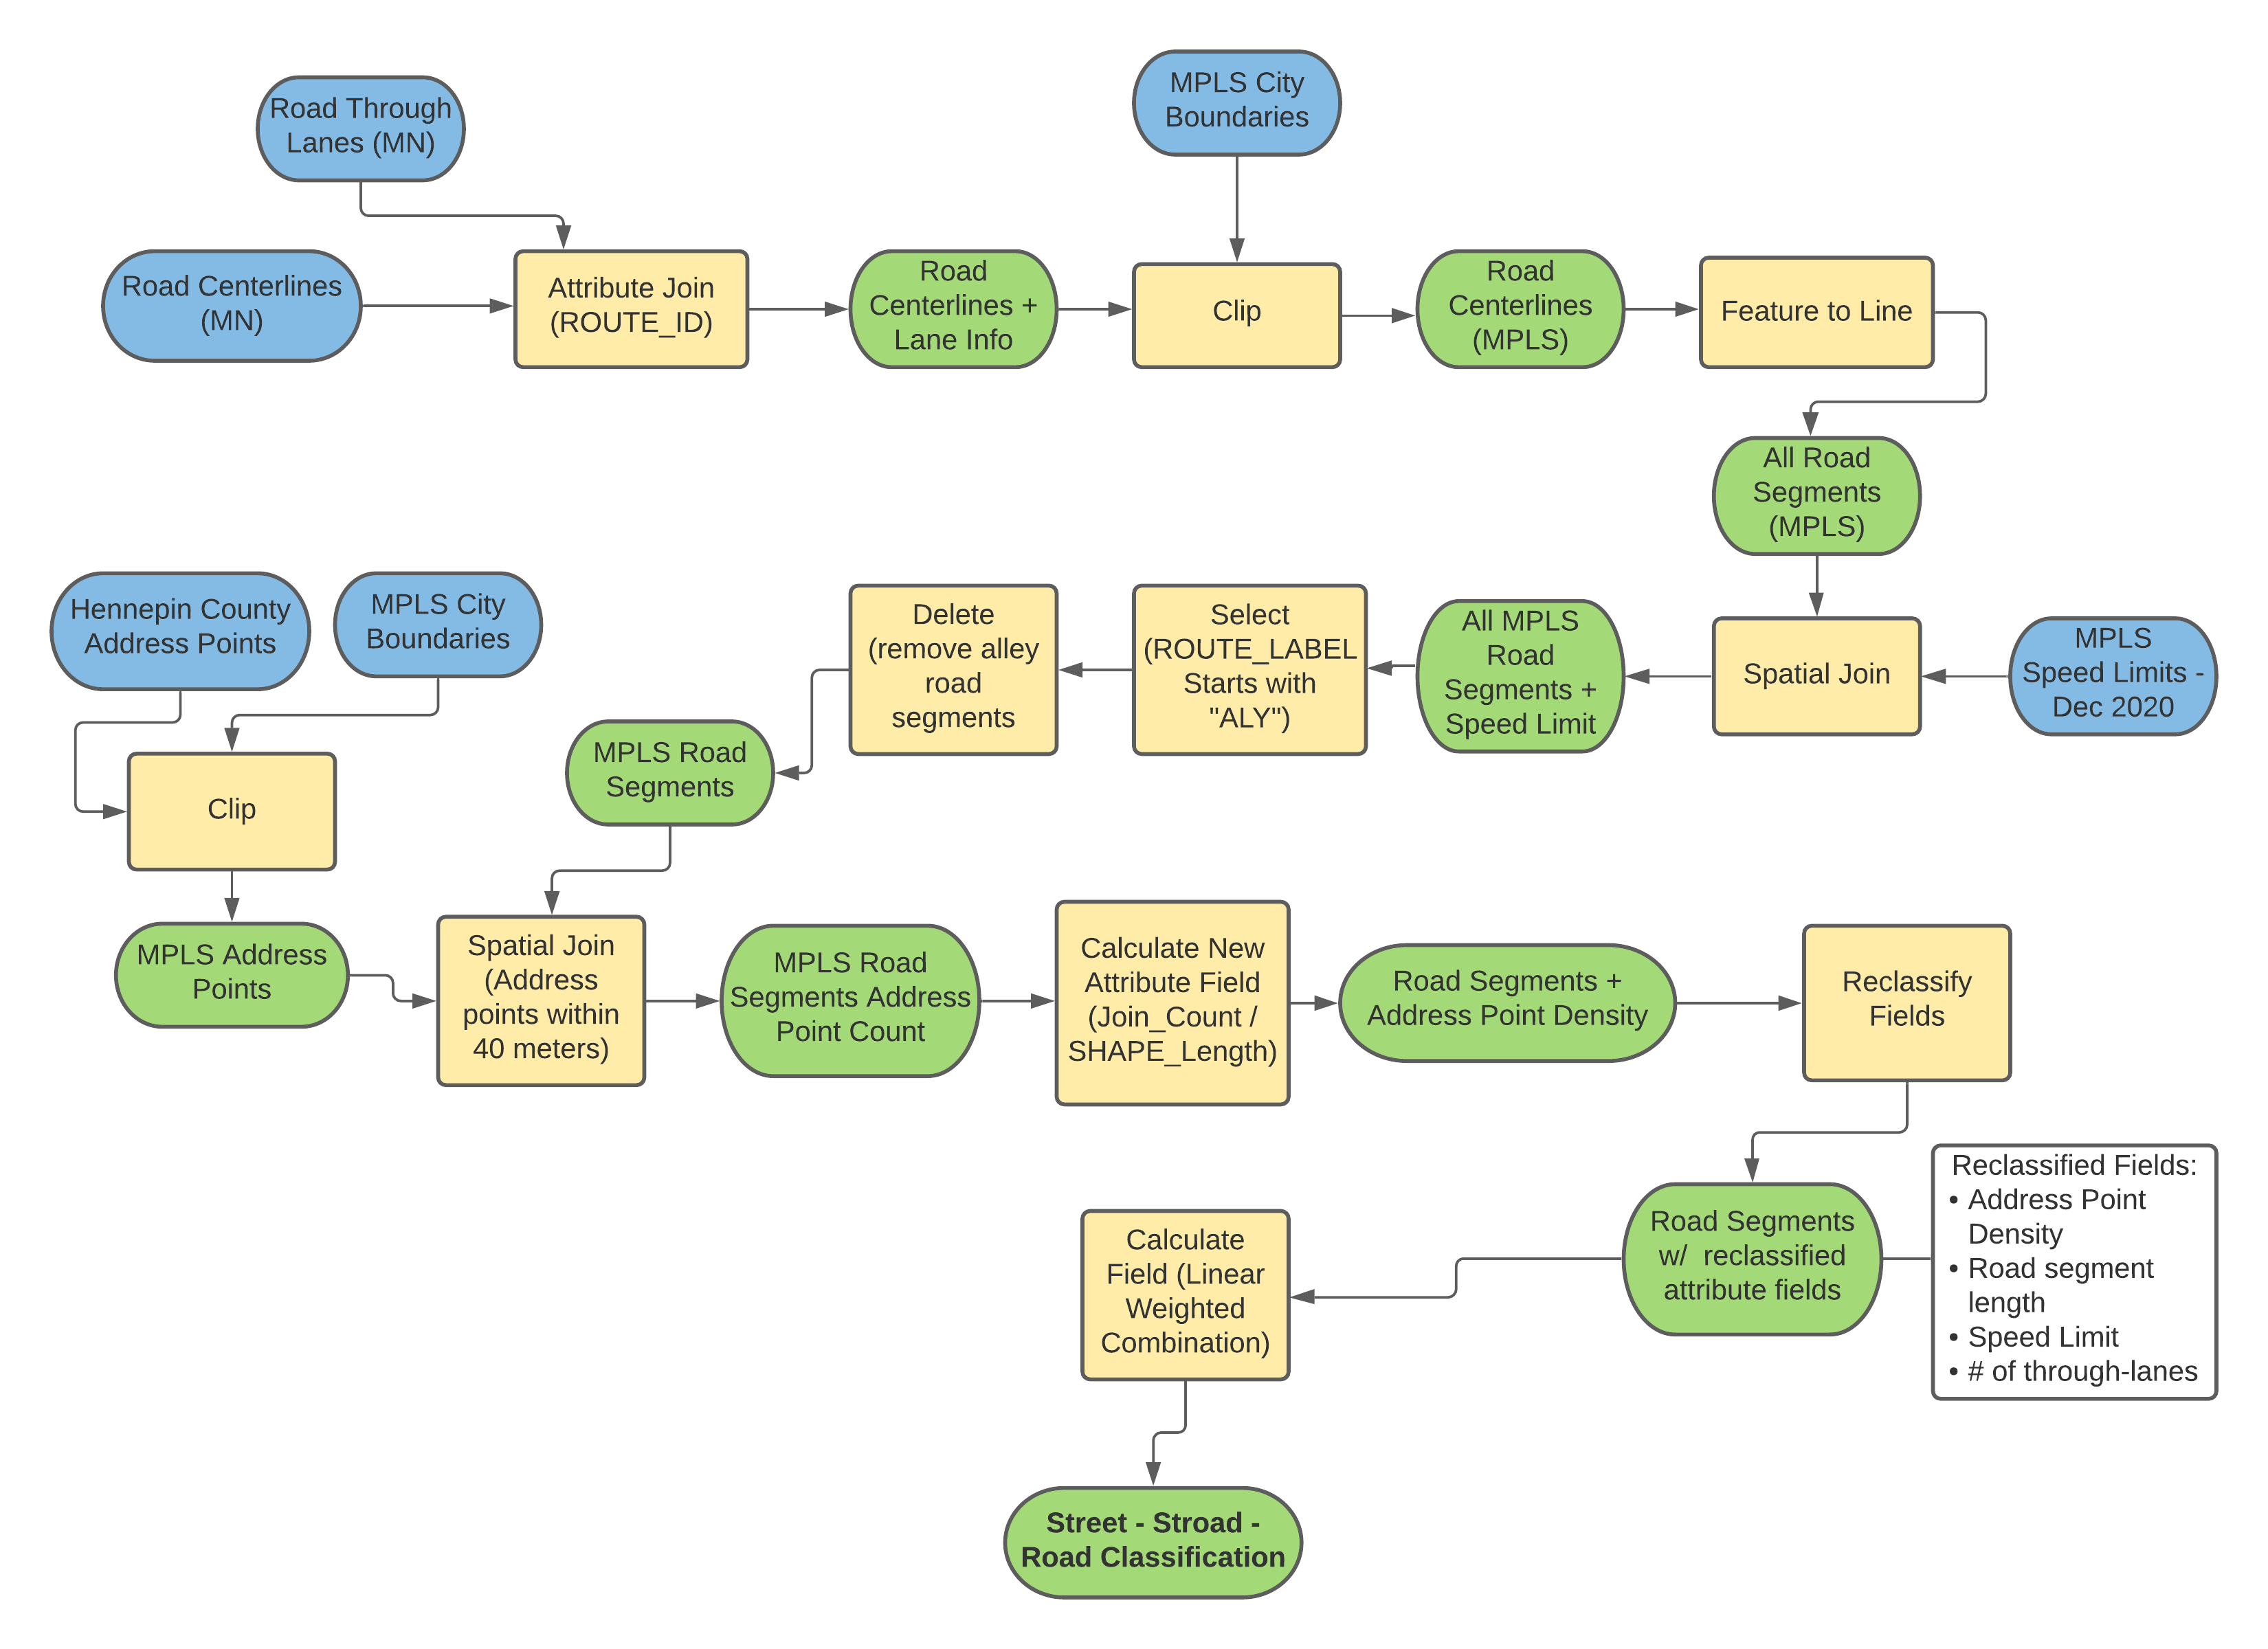 Road Through
Lanes (MN)
MPLS City
Boundaries
Road Centerlines
(MN)
Attribute Join
(ROUTE_ID)
Road
Centerlines +
Lane Info
Clip
Road
Centerlines
(MPLS)
Feature to Line
All Road
Segments
(MPLS)
Hennepin County
Address Points
MPLS City
Boundaries
Delete
(remove alley
road
segments
Select
(ROUTE_LABEL
Starts with
"ALY")
All MPLS
Road
Segments +
Speed Limit
Spatial Join
MPLS
Speed Limits -
Dec 2020
MPLS Road
Segments
Clip
MPLS Address
Points
Spatial Join
(Address
points within
40 meters)
MPLS Road
Segments Address
Point Count
Calculate New
Attribute Field
(Join_Count /
SHAPE_Length)
Road Segments +
Address Point Density
Reclassify
Fields
Calculate
Field (Linear
Weighted
Combination)
Road Segments
w/  reclassified
attribute fields
Reclassified Fields:
• Address Point
Density
• Road segment
length
• Speed Limit
• # of through-lanes
Street - Stroad -
Road Classification